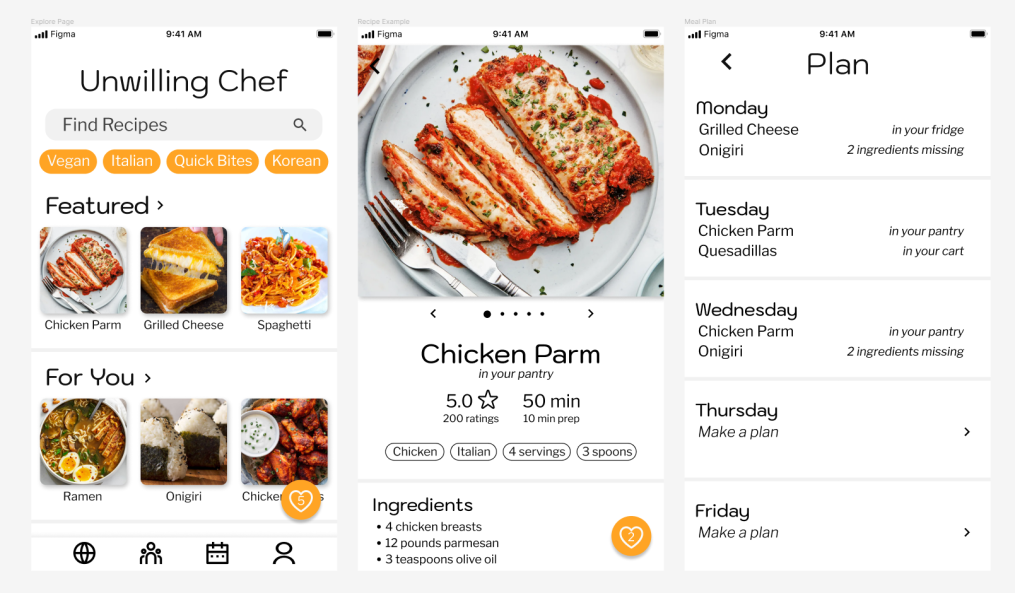 Explore Page
Figma
9:41 AM
Unwilling Chef
Find Recipes
Vegan
Italian
Quick Bites
Korean
Featured
Chicken Parm
Grilled Cheese
Spaghetti
For You
Ramen
Onigiri
Chicken
s
5
Recipe Example
Figma
9:41 AM
Chicken Parm
in your pantry
5.0
50 min
200 ratings
10 min prep
Chicken
Italian
4 servings
3 spoons
Ingredients
• 4 chicken breasts
• 12 pounds parmesan
• 3 teaspoons olive oil
2
Meal Plan
Figma
9:41 AM
Plan
Monday
Grilled Cheese in your fridge
Onigiri 2 ingredients missing
Tuesday
Chicken Parm in your pantry
Quesadillas in your cart
Wednesday
Chicken Parm in your pantry
Onigiri 2 ingredients missing
Thursday
Make a plan
Friday
Make a plan